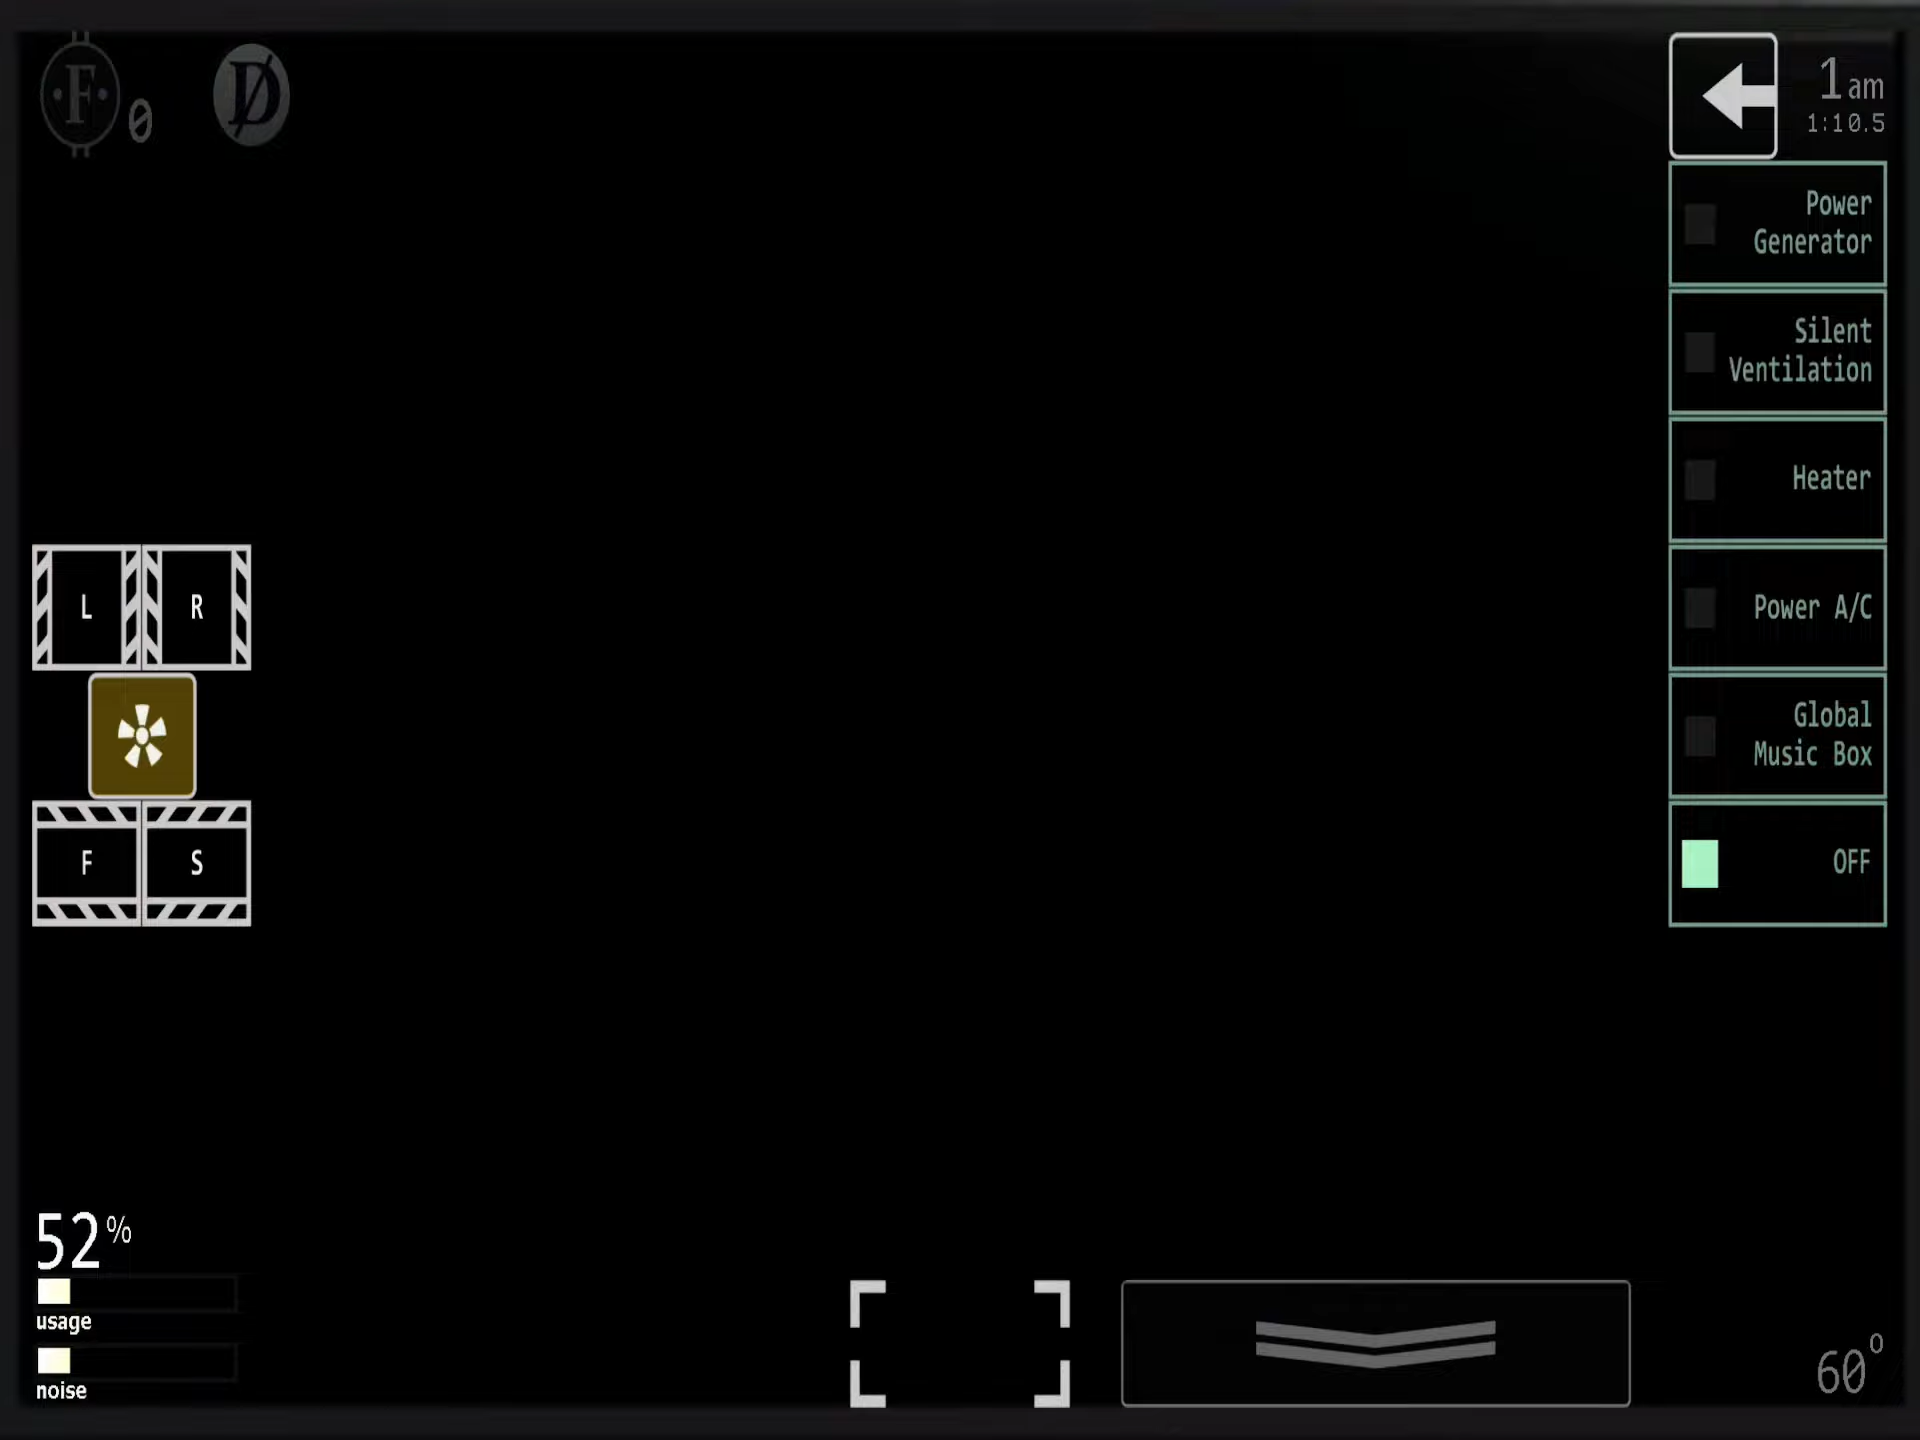 F 0
D
1 am
1:10.5
Power
Generator
Silent
Ventilation
Heater
L R
Power A/C
Global
Music Box
F S
OFF
52%
usage
noise
60°